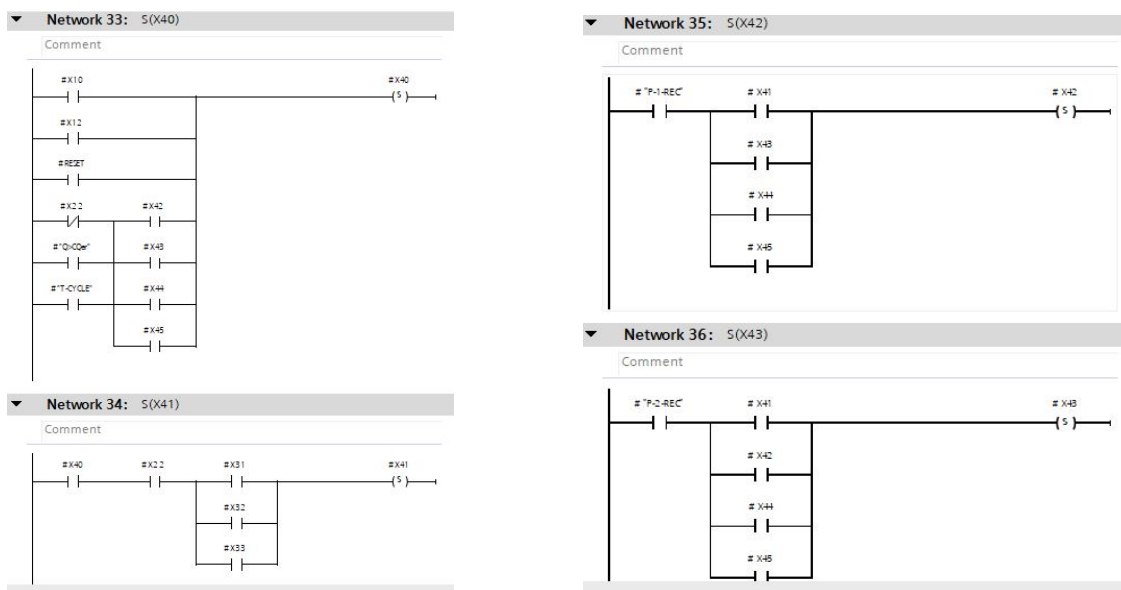 Network 33: S(X40)
Comment
#X10 #X40
( S )
#X12
#RESET
#X22 #X42
#"Q>CQer" #X43
#"T-CYCLE" #X44
#X45
Network 34: S(X41)
Comment
#X40 #X22 #X31 #X41
( S )
#X32
#X33
Network 35: S(X42)
Comment
# "P-1-REC" # X41 # X42
( S )
# X43
# X44
# X45
Network 36: S(X43)
Comment
# "P-2-REC" # X41 # X43
( S )
# X42
# X44
# X45